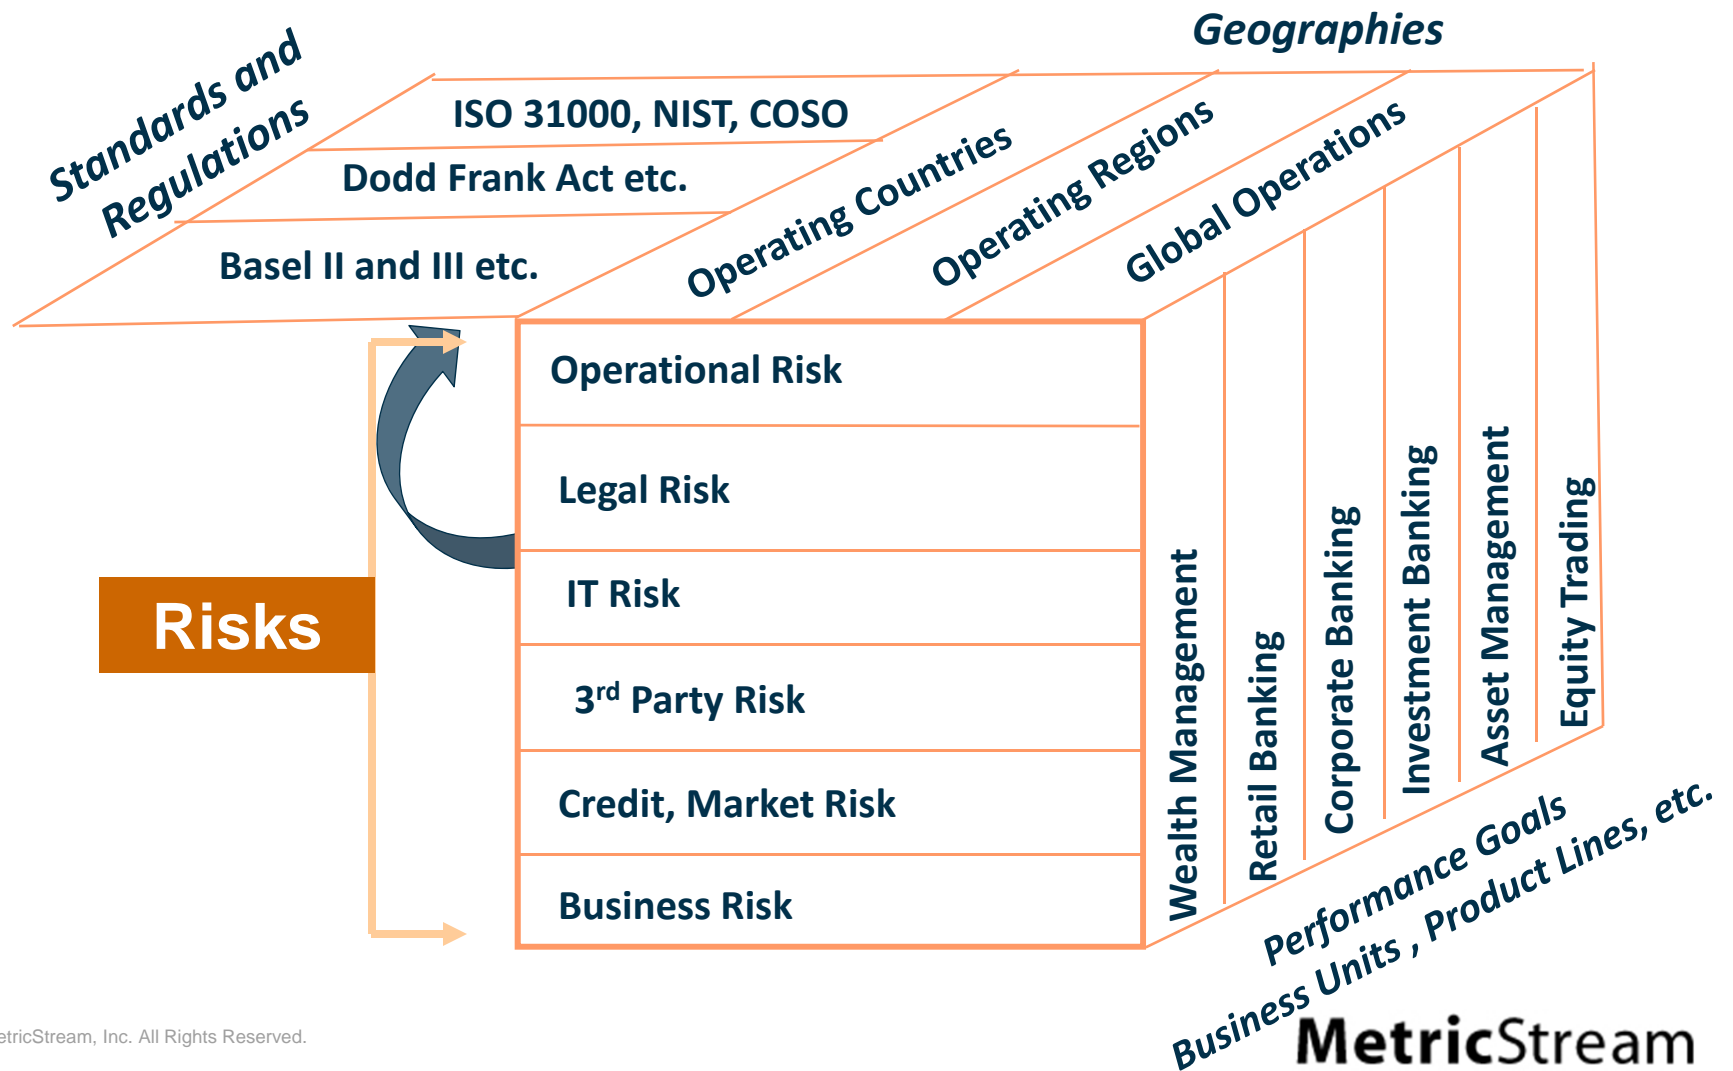 Geographies
Standards and
Regulations
ISO 31000, NIST, COSO
Dodd Frank Act etc.
Basel II and III etc.
Operating Countries
Operating Regions
Global Operations
Operational Risk
Legal Risk
IT Risk
3rd Party Risk
Credit, Market Risk
Business Risk
Risks
Wealth Management
Retail Banking
Corporate Banking
Investment Banking
Asset Management
Equity Trading
Performance Goals
Business Units , Product Lines, etc.
etricStream, Inc. All Rights Reserved.
MetricStream